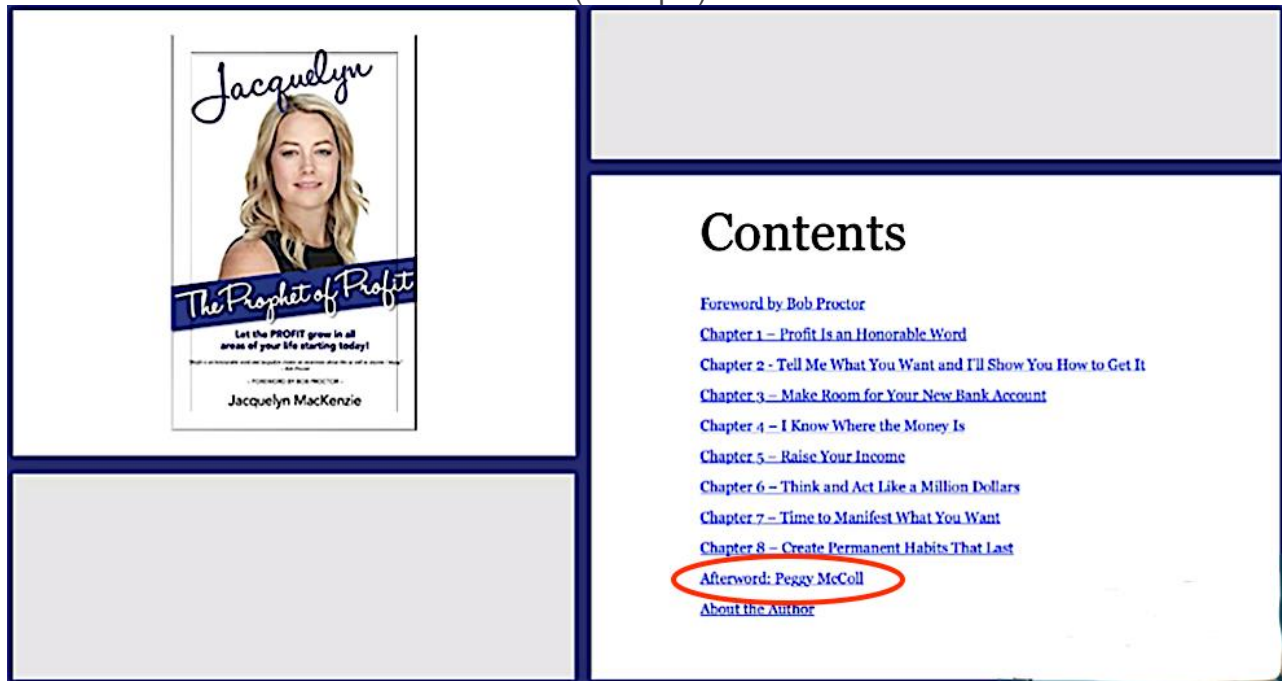 Jacquelyn
The Prophet of Profit
Let the PROFIT grow in all
areas of your life starting today!
- FOREWORD BY BOB PROCTOR -
Jacquelyn MacKenzie
Contents
Foreword by Bob Proctor
Chapter 1 – Profit Is an Honorable Word
Chapter 2 - Tell Me What You Want and I'll Show You How to Get It
Chapter 3 – Make Room for Your New Bank Account
Chapter 4 – I Know Where the Money Is
Chapter 5 – Raise Your Income
Chapter 6 – Think and Act Like a Million Dollars
Chapter 7 – Time to Manifest What You Want
Chapter 8 – Create Permanent Habits That Last
Afterword: Peggy McColl
About the Author